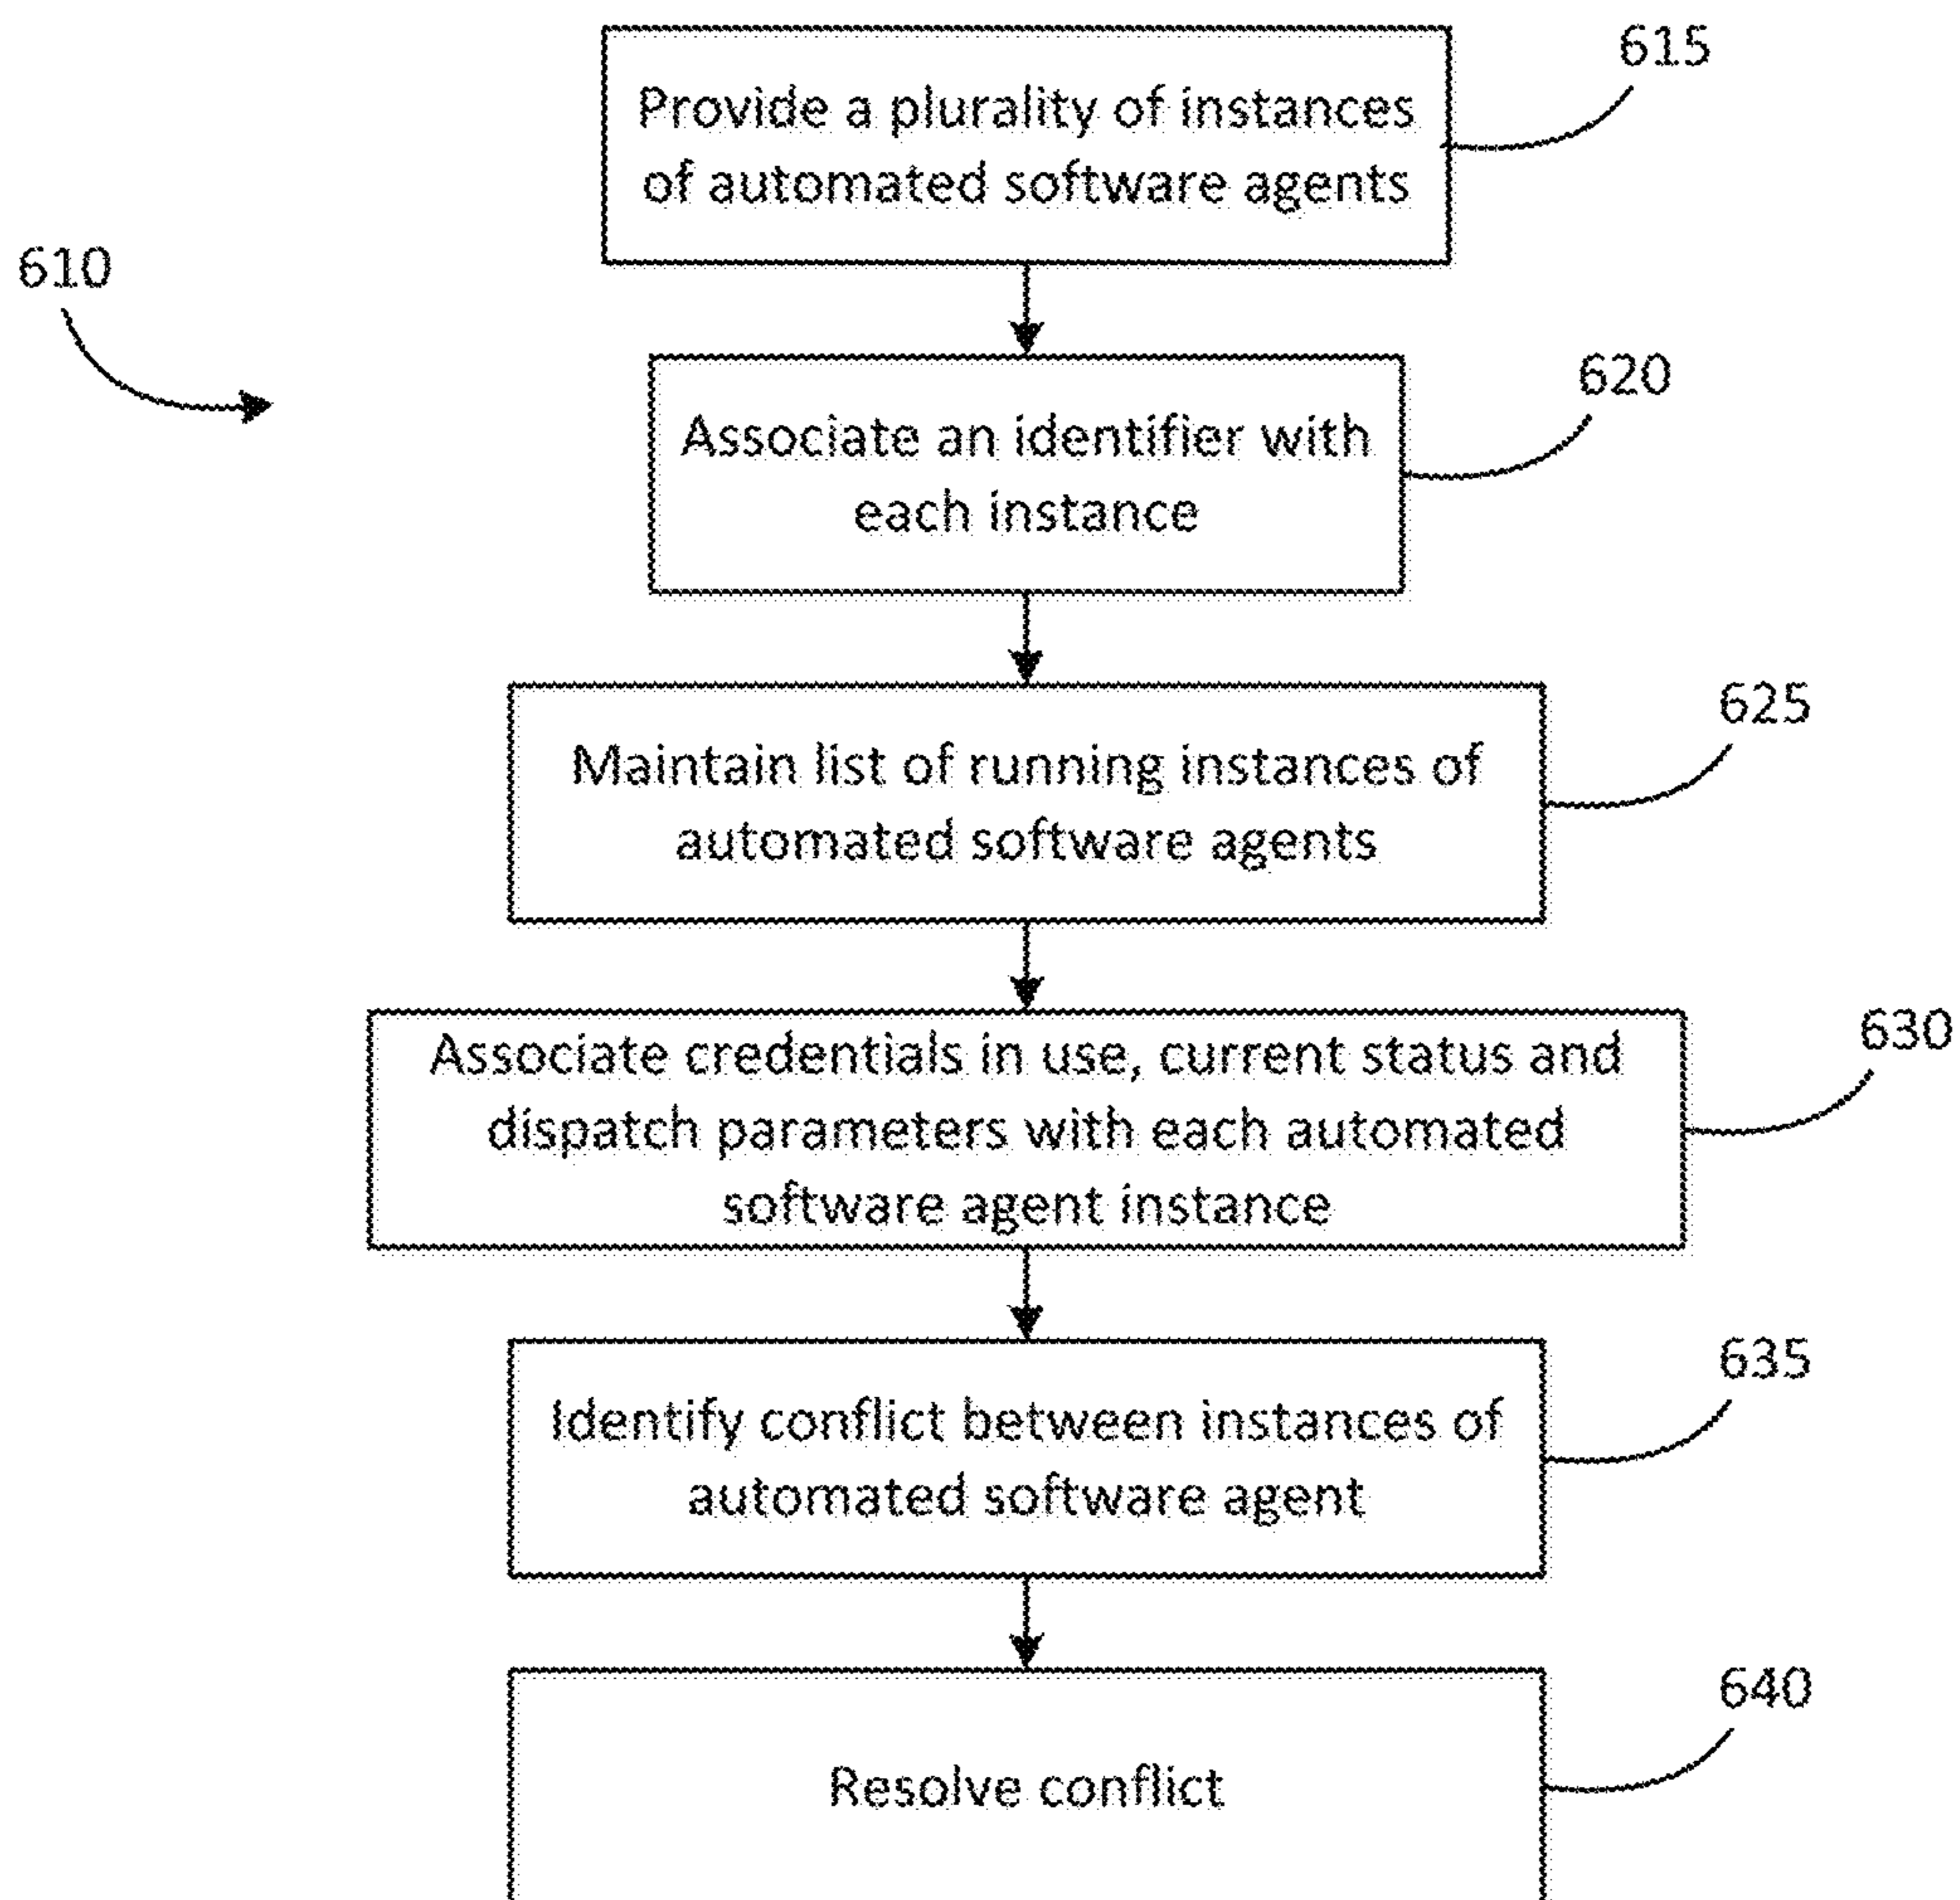 615
Provide a plurality of instances
of automated software agents
610
620
Associate an identifier with
each instance
625
Maintain list of running instances of
automated software agents
630
Associate credentials in use, current status and
dispatch parameters with each automated
software agent instance
635
Identify conflict between instances of
automated software agent
640
Resolve conflict